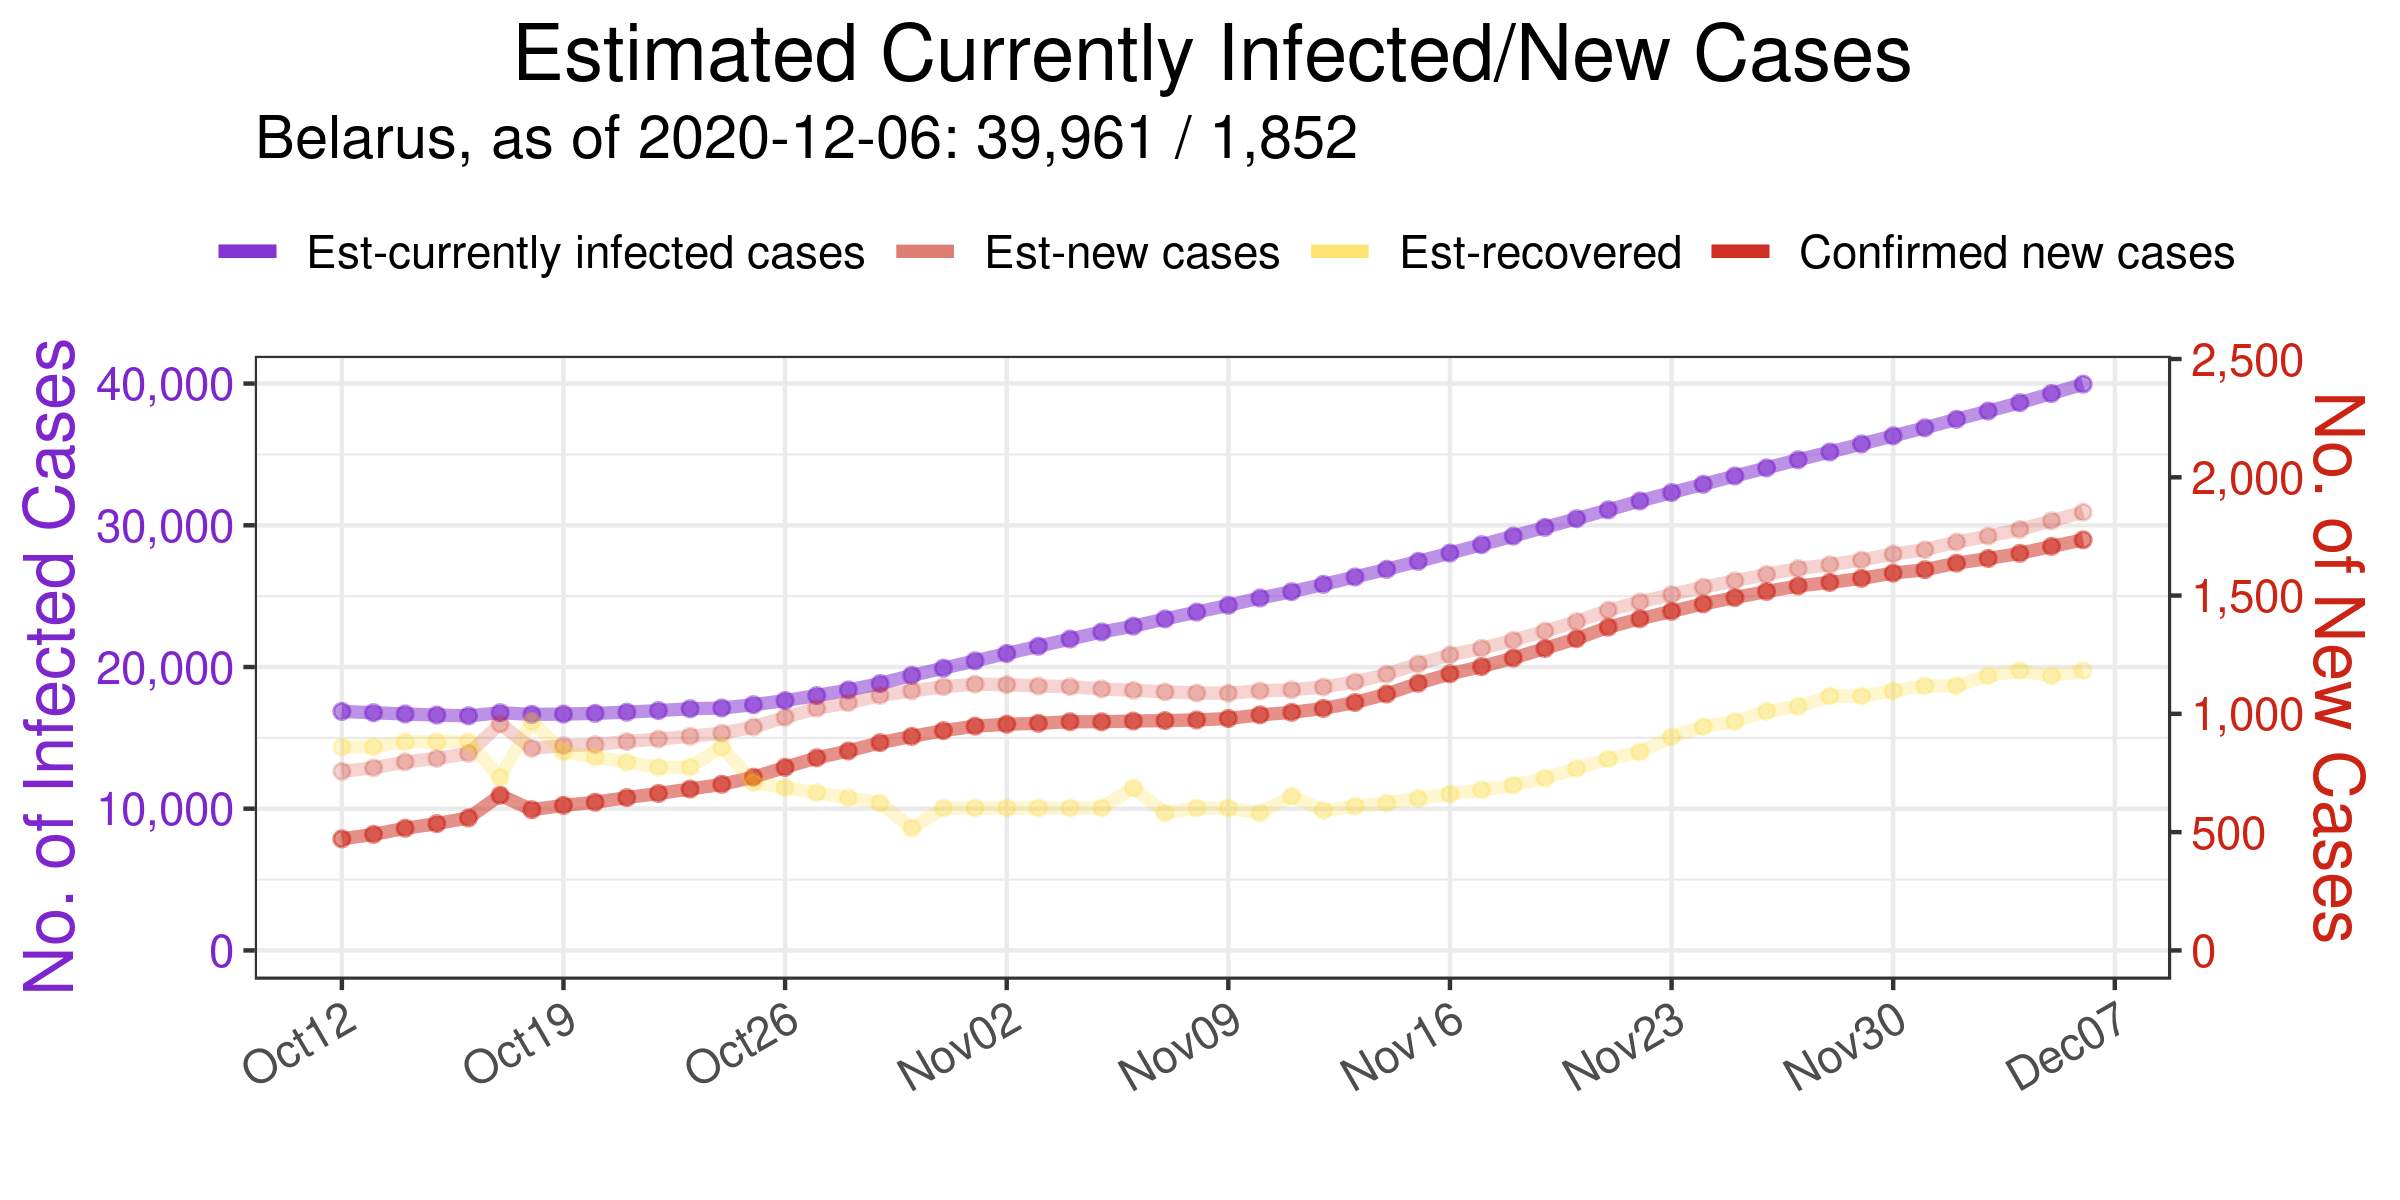 Estimated Currently Infected/New Cases
Belarus, as of 2020-12-06: 39,961 / 1,852
Est-currently infected cases Est-new cases Est-recovered Confirmed new cases
No. of Infected Cases
40,000
30,000
20,000
10,000
0
2,500
2,000
1,500
1,000
500
0
No. of New Cases
Oct12 Oct19 Oct26 Nov02 Nov09 Nov16 Nov23 Nov30 Dec07